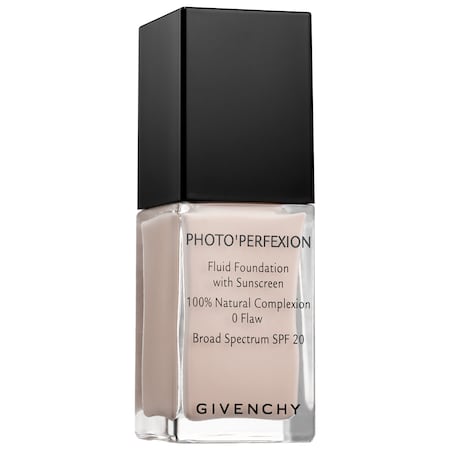 PHOTO'PERFEXION
Fluid Foundation
with Sunscreen
100% Natural Complexion
0 Flaw
Broad Spectrum SPF 20
GIVENCHY